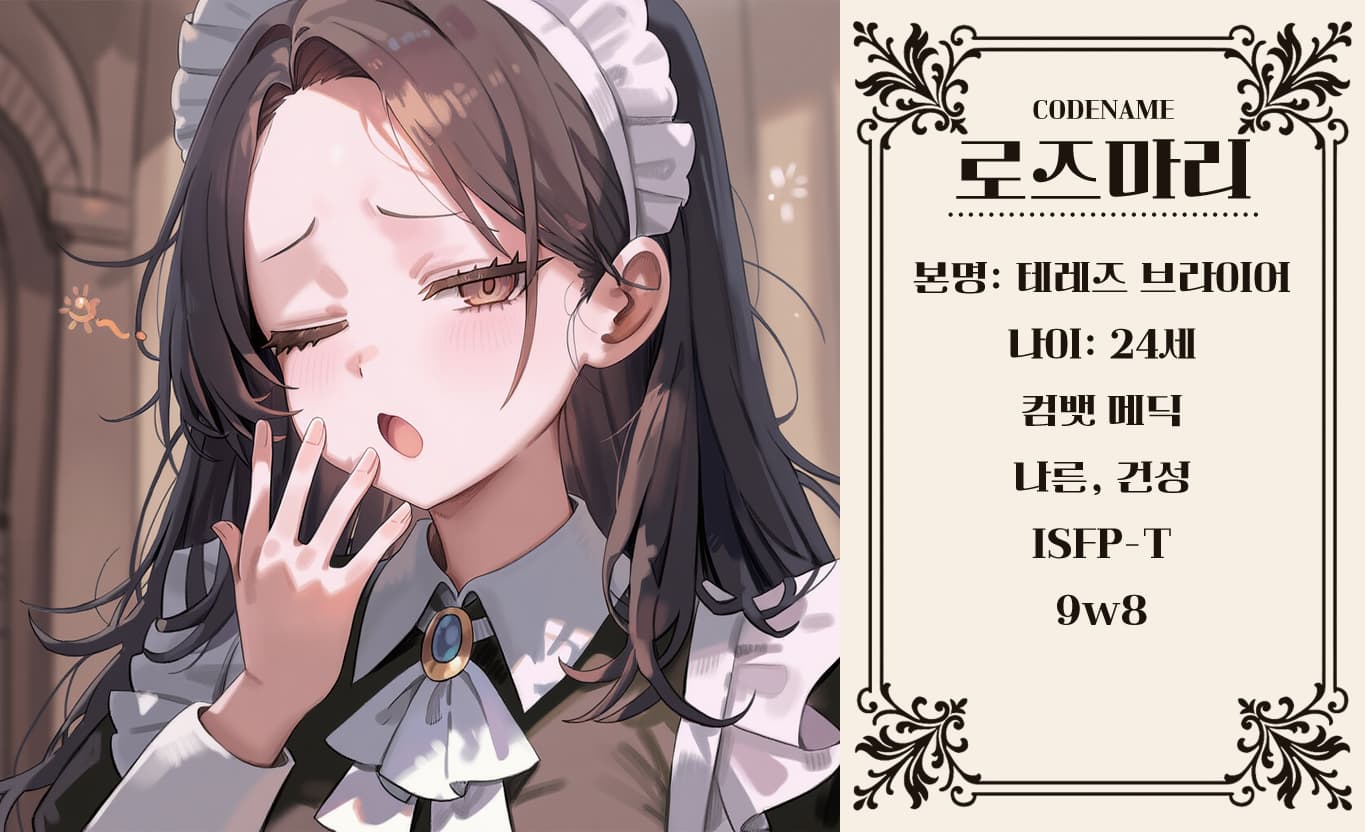 CODENAME
로즈마리
본명: 테레즈 브라이어
나이: 24세
컴뱃 메딕
나른, 건성
ISFP-T
9w8